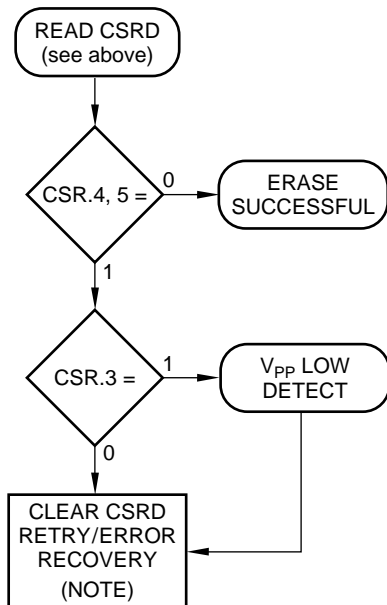 READ CSRD
(see above)
CSR.4, 5 =
0
ERASE
SUCCESSFUL
1
CSR.3 =
1
VPP LOW
DETECT
0
CLEAR CSRD
RETRY/ERROR
RECOVERY
(NOTE)